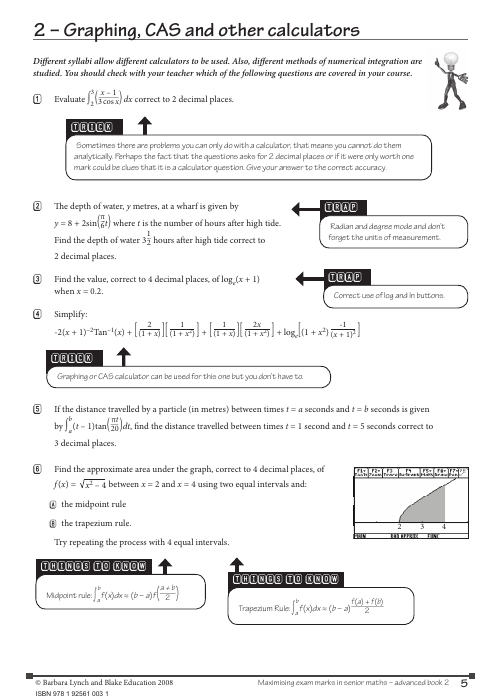 2 – Graphing, CAS and other calculators
Different syllabi allow different calculators to be used. Also, different methods of numerical integration are
studied. You should check with your teacher which of the following questions are covered in your course.
1 Evaluate ∫₂³ ((x – 1)/(3 cos x)) dx correct to 2 decimal places.
TRICK
Sometimes there are problems you can only do with a calculator, that means you cannot do them
analytically. Perhaps the fact that the questions asks for 2 decimal places or if it were only worth one
mark could be clues that it is a calculator question. Give your answer to the correct accuracy.
2 The depth of water, y metres, at a wharf is given by
y = 8 + 2sin(π/6 t) where t is the number of hours after high tide.
Find the depth of water 3 1/2 hours after high tide correct to
2 decimal places.
TRAP
Radian and degree mode and don't
forget the units of measurement.
3 Find the value, correct to 4 decimal places, of logₑ(x + 1)
when x = 0.2.
TRAP
Correct use of log and ln buttons.
4 Simplify:
-2(x + 1)⁻²Tan⁻¹(x) + [2/(1 + x)][1/(1 + x²)] + [1/(1 + x)][2x/(1 + x²)] + logₑ[(1 + x²) -1/(x + 1)²]
TRICK
Graphing or CAS calculator can be used for this one but you don't have to.
5 If the distance travelled by a particle (in metres) between times t = a seconds and t = b seconds is given
by ∫ₐᵇ (t – 1)tan(πt/20)dt, find the distance travelled between times t = 1 second and t = 5 seconds correct to
3 decimal places.
6 Find the approximate area under the graph, correct to 4 decimal places, of
f(x) = √(x² – 4) between x = 2 and x = 4 using two equal intervals and:
A the midpoint rule
B the trapezium rule.
Try repeating the process with 4 equal intervals.
2 3 4
MAIN RAD APPROX FUNC
THINGS TO KNOW
Midpoint rule: ∫ₐᵇ f(x)dx ≈ (b – a)f((a + b)/2)
THINGS TO KNOW
Trapezium Rule: ∫ₐᵇ f(x)dx ≈ (b – a) (f(a) + f(b))/2
© Barbara Lynch and Blake Education 2008
Maximising exam marks in senior maths – advanced book 2 5
ISBN 978 1 92561 003 1